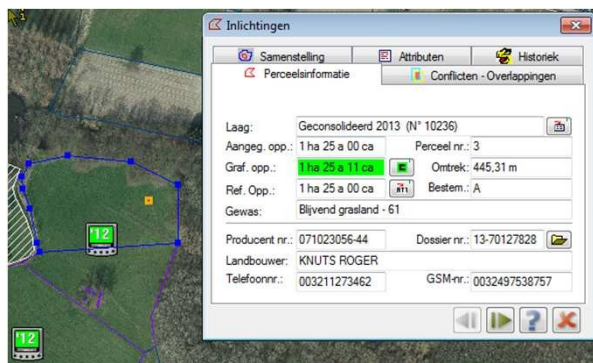 1
Inlichtingen
Samenstelling Attributen Historiek
Perceelsinformatie Conflicten - Overlappingen
Laag: Geconsolideerd 2013 (N° 10236)
Aangeg. opp.: 1 ha 25 a 00 ca Perceel nr.: 3
Graf. opp.: 1 ha 25 a 11 ca Omtrek: 445,31 m
Ref. Opp.: 1 ha 25 a 00 ca Bestem.: A
Gewas: Blijvend grasland - 61
Producent nr.: 071023056-44 Dossier nr.: 13-70127828
Landbouwer: KNUTS ROGER
Telefoonnr.: 003211273462 GSM-nr.: 0032497538757
'12
'12